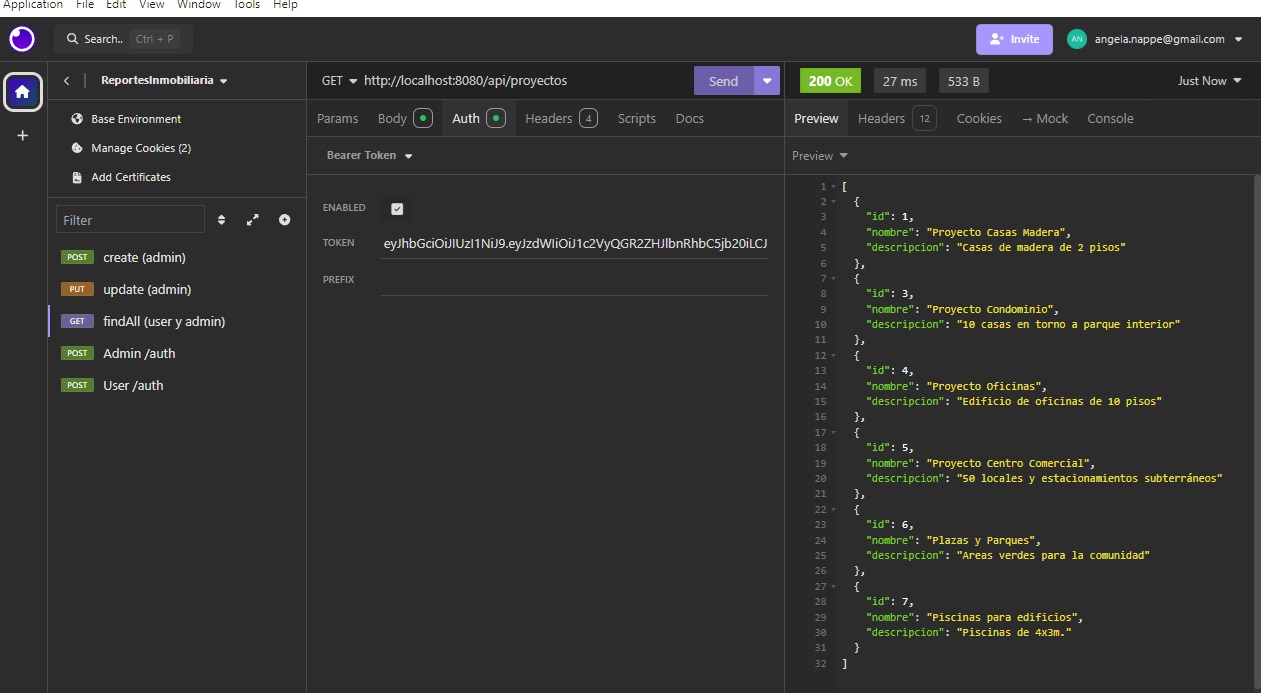 Application File Edit View Window Tools Help
Search.. Ctrl + P
Invite
AN angela.nappe@gmail.com
ReportesInmobiliaria
Base Environment
Manage Cookies (2)
Add Certificates
Filter
POST create (admin)
PUT update (admin)
GET findAll (user y admin)
POST Admin /auth
POST User /auth
GET http://localhost:8080/api/proyectos Send
Params Body Auth Headers 4 Scripts Docs
Bearer Token
ENABLED
TOKEN eyJhbGciOiJIUzI1NiJ9.eyJzdWIiOiJ1c2VyQGR2ZHJlbnRhbC5jb20iLCJ
PREFIX
200 OK 27 ms 533 B Just Now
Preview Headers 12 Cookies → Mock Console
Preview
1 [
2 {
3 "id": 1,
4 "nombre": "Proyecto Casas Madera",
5 "descripcion": "Casas de madera de 2 pisos"
6 },
7 {
8 "id": 3,
9 "nombre": "Proyecto Condominio",
10 "descripcion": "10 casas en torno a parque interior"
11 },
12 {
13 "id": 4,
14 "nombre": "Proyecto Oficinas",
15 "descripcion": "Edificio de oficinas de 10 pisos"
16 },
17 {
18 "id": 5,
19 "nombre": "Proyecto Centro Comercial",
20 "descripcion": "50 locales y estacionamientos subterráneos"
21 },
22 {
23 "id": 6,
24 "nombre": "Plazas y Parques",
25 "descripcion": "Areas verdes para la comunidad"
26 },
27 {
28 "id": 7,
29 "nombre": "Piscinas para edificios",
30 "descripcion": "Piscinas de 4x3m."
31 }
32 ]